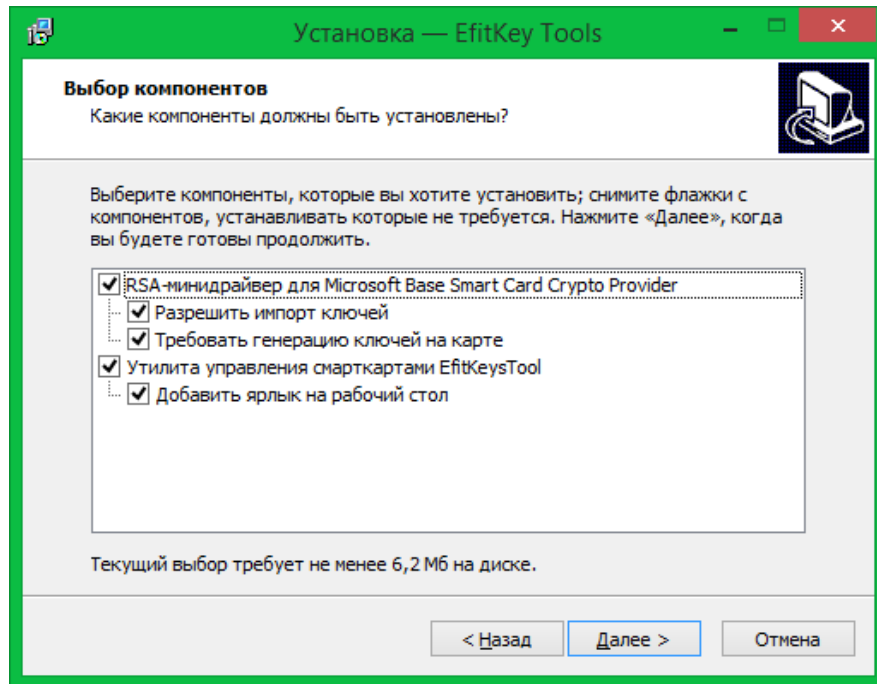 Установка — EfitKey Tools
Выбор компонентов
Какие компоненты должны быть установлены?
Выберите компоненты, которые вы хотите установить; снимите флажки с
компонентов, устанавливать которые не требуется. Нажмите «Далее», когда
вы будете готовы продолжить.
RSA-минидрайвер для Microsoft Base Smart Card Crypto Provider
Разрешить импорт ключей
Требовать генерацию ключей на карте
Утилита управления смарткартами EfitKeysTool
Добавить ярлык на рабочий стол
Текущий выбор требует не менее 6,2 Мб на диске.
< Назад Далее > Отмена